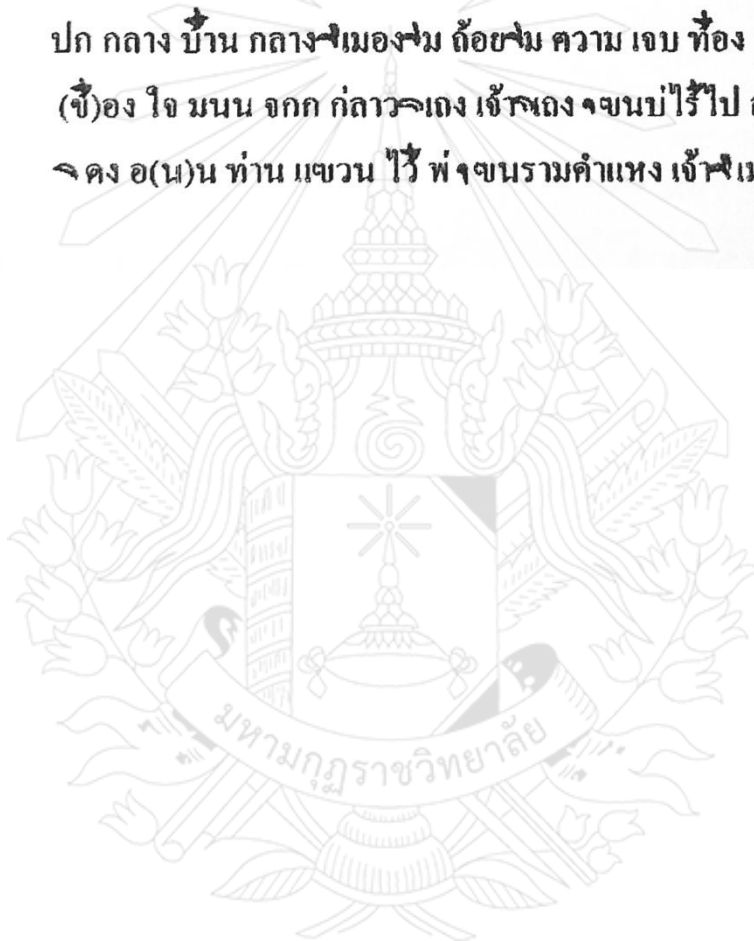 ปก กลาง บ๋าน กลาง ถ้อย ความ เจบ ท๋อง
(ข๋)อง ใจ มนน จกก ก่ลาว เถง เจ้า เถง ขนนบ่ไร๋ไป
ดง อ(น)น ท่าน แขวน ไว๋ พ่ ขนรามคำแหง เจ้า
มหามกุฏราชวิทยาลัย